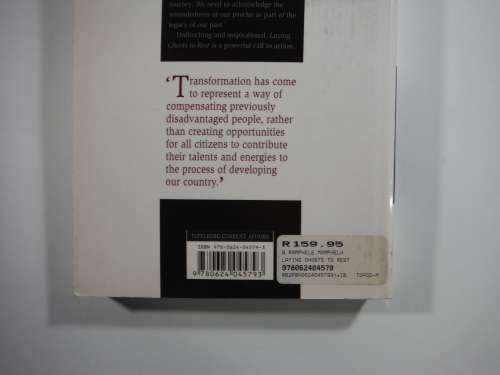 journey. We need to acknowledge the
woundedness of our psyche as part of the
legacy of our past.'
Unflinching and inspirational, Laying
Ghosts to Rest is a powerful call to action.
‘Transformation has come
to represent a way of
compensating previously
disadvantaged people, rather
than creating opportunities
for all citizens to contribute
their talents and energies to
the process of developing
our country.’
TAFELBERG CURRENT AFFAIRS
ISBN 978-0-624-04579-3
9 780624 045793
R 159.95
RAMPHELE MAMPHELA
LAYING GHOSTS TO REST
978062404579